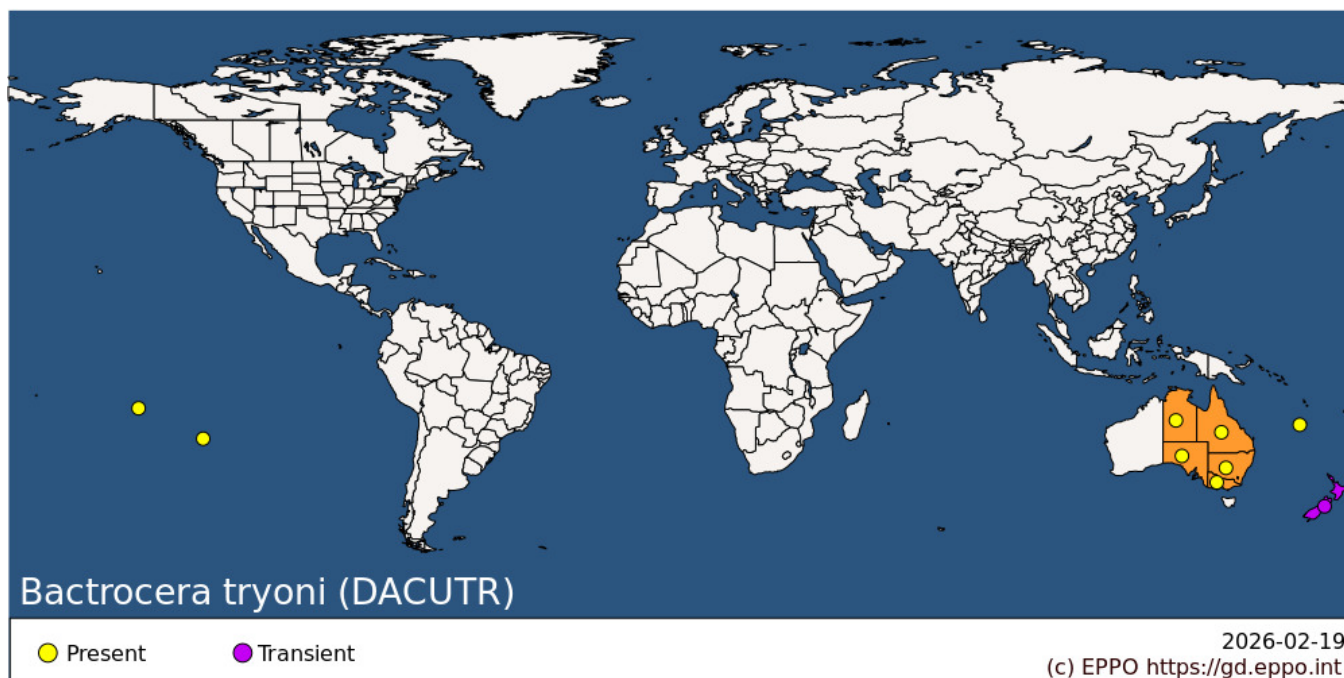 Bactrocera tryoni (DACUTR)
Present
Transient
2026-02-19
(c) EPPO https://gd.eppo.int